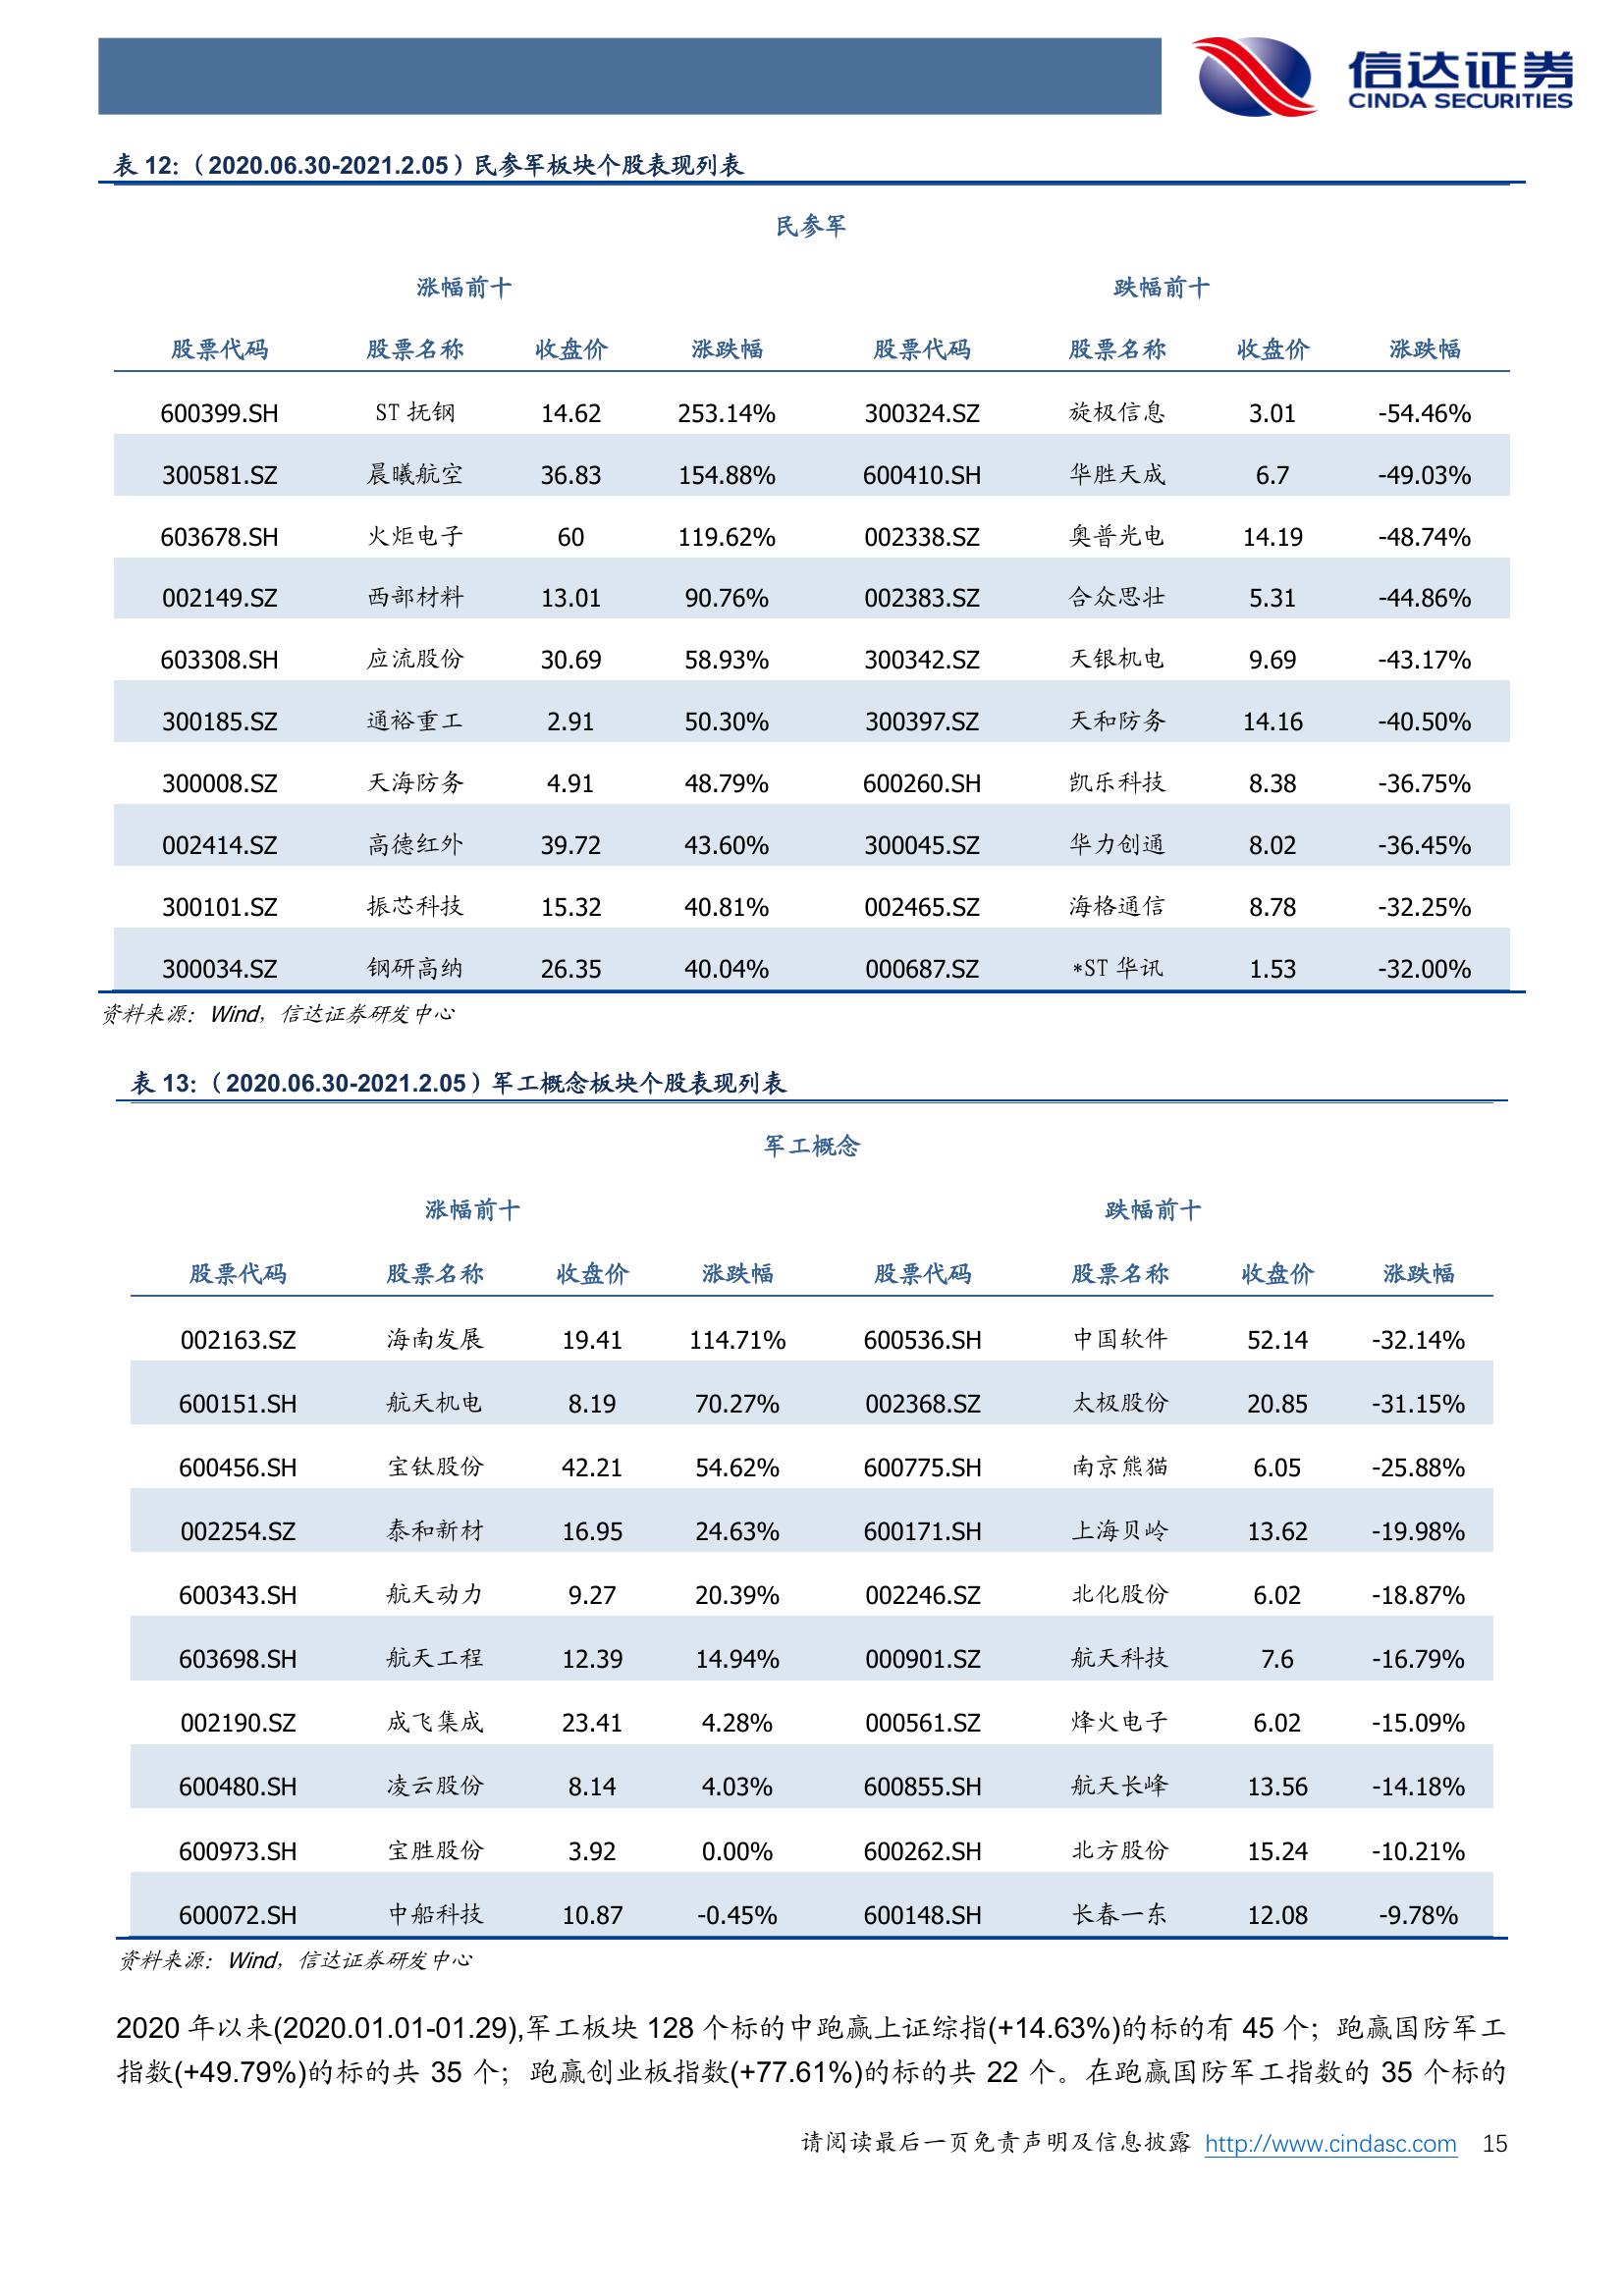 信达证券
CINDA SECURITIES
表 12:（2020.06.30-2021.2.05）民参军板块个股表现列表
民参军
涨幅前十 跌幅前十
股票代码 股票名称 收盘价 涨跌幅 股票代码 股票名称 收盘价 涨跌幅
600399.SH ST 抚钢 14.62 253.14% 300324.SZ 旋极信息 3.01 -54.46%
300581.SZ 晨曦航空 36.83 154.88% 600410.SH 华胜天成 6.7 -49.03%
603678.SH 火炬电子 60 119.62% 002338.SZ 奥普光电 14.19 -48.74%
002149.SZ 西部材料 13.01 90.76% 002383.SZ 合众思壮 5.31 -44.86%
603308.SH 应流股份 30.69 58.93% 300342.SZ 天银机电 9.69 -43.17%
300185.SZ 通裕重工 2.91 50.30% 300397.SZ 天和防务 14.16 -40.50%
300008.SZ 天海防务 4.91 48.79% 600260.SH 凯乐科技 8.38 -36.75%
002414.SZ 高德红外 39.72 43.60% 300045.SZ 华力创通 8.02 -36.45%
300101.SZ 振芯科技 15.32 40.81% 002465.SZ 海格通信 8.78 -32.25%
300034.SZ 钢研高纳 26.35 40.04% 000687.SZ *ST 华讯 1.53 -32.00%
资料来源：Wind，信达证券研发中心
表 13:（2020.06.30-2021.2.05）军工概念板块个股表现列表
军工概念
涨幅前十 跌幅前十
股票代码 股票名称 收盘价 涨跌幅 股票代码 股票名称 收盘价 涨跌幅
002163.SZ 海南发展 19.41 114.71% 600536.SH 中国软件 52.14 -32.14%
600151.SH 航天机电 8.19 70.27% 002368.SZ 太极股份 20.85 -31.15%
600456.SH 宝钛股份 42.21 54.62% 600775.SH 南京熊猫 6.05 -25.88%
002254.SZ 泰和新材 16.95 24.63% 600171.SH 上海贝岭 13.62 -19.98%
600343.SH 航天动力 9.27 20.39% 002246.SZ 北化股份 6.02 -18.87%
603698.SH 航天工程 12.39 14.94% 000901.SZ 航天科技 7.6 -16.79%
002190.SZ 成飞集成 23.41 4.28% 000561.SZ 烽火电子 6.02 -15.09%
600480.SH 凌云股份 8.14 4.03% 600855.SH 航天长峰 13.56 -14.18%
600973.SH 宝胜股份 3.92 0.00% 600262.SH 北方股份 15.24 -10.21%
600072.SH 中船科技 10.87 -0.45% 600148.SH 长春一东 12.08 -9.78%
资料来源：Wind，信达证券研发中心
2020 年以来(2020.01.01-01.29),军工板块 128 个标的中跑赢上证综指(+14.63%)的标的有 45 个；跑赢国防军工
指数(+49.79%)的标的共 35 个；跑赢创业板指数(+77.61%)的标的共 22 个。在跑赢国防军工指数的 35 个标的
请阅读最后一页免责声明及信息披露 http://www.cindasc.com 15